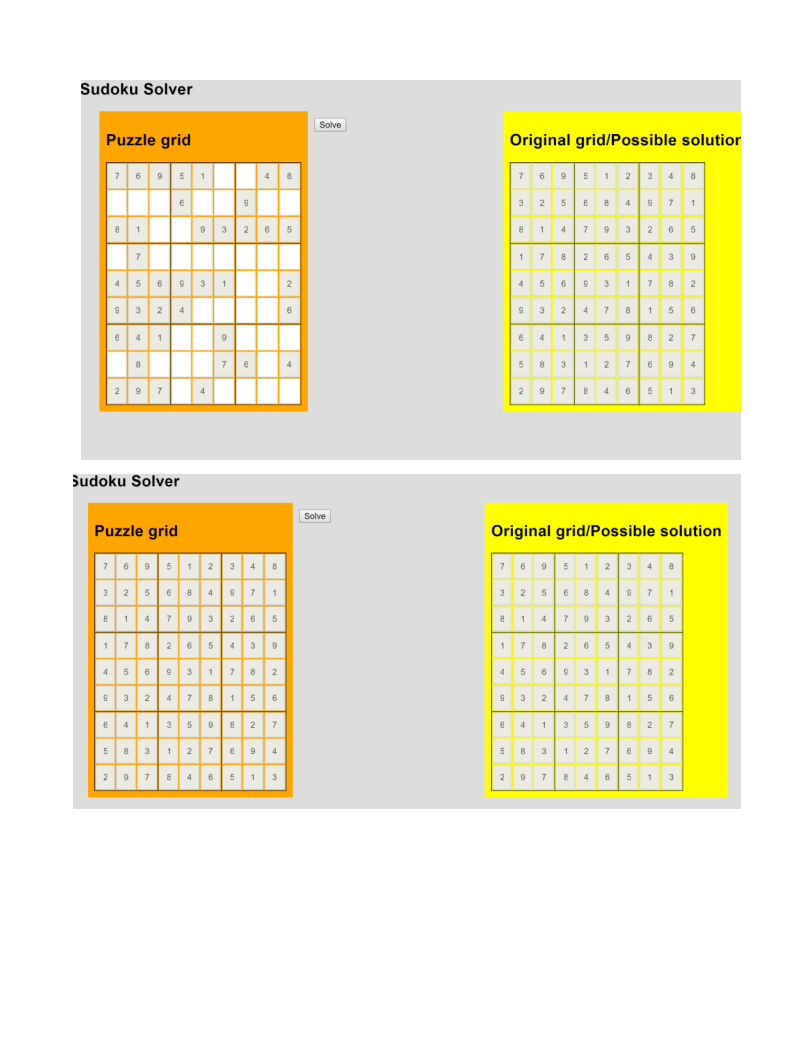 Sudoku Solver
Solve
Puzzle grid
Original grid/Possible solution
7 6 9 5 1 4 8
6 9
8 1 9 3 2 6 5
7
4 5 6 9 3 1 2
9 3 2 4 6
6 4 1 9
8 7 6 4
2 9 7 4
7 6 9 5 1 2 3 4 8
3 2 5 6 8 4 9 7 1
8 1 4 7 9 3 2 6 5
1 7 8 2 6 5 4 3 9
4 5 6 9 3 1 7 8 2
9 3 2 4 7 8 1 5 6
6 4 1 3 5 9 8 2 7
5 8 3 1 2 7 6 9 4
2 9 7 8 4 6 5 1 3
Sudoku Solver
Solve
Puzzle grid
Original grid/Possible solution
7 6 9 5 1 2 3 4 8
3 2 5 6 8 4 9 7 1
8 1 4 7 9 3 2 6 5
1 7 8 2 6 5 4 3 9
4 5 6 9 3 1 7 8 2
9 3 2 4 7 8 1 5 6
6 4 1 3 5 9 8 2 7
5 8 3 1 2 7 6 9 4
2 9 7 8 4 6 5 1 3
7 6 9 5 1 2 3 4 8
3 2 5 6 8 4 9 7 1
8 1 4 7 9 3 2 6 5
1 7 8 2 6 5 4 3 9
4 5 6 9 3 1 7 8 2
9 3 2 4 7 8 1 5 6
6 4 1 3 5 9 8 2 7
5 8 3 1 2 7 6 9 4
2 9 7 8 4 6 5 1 3